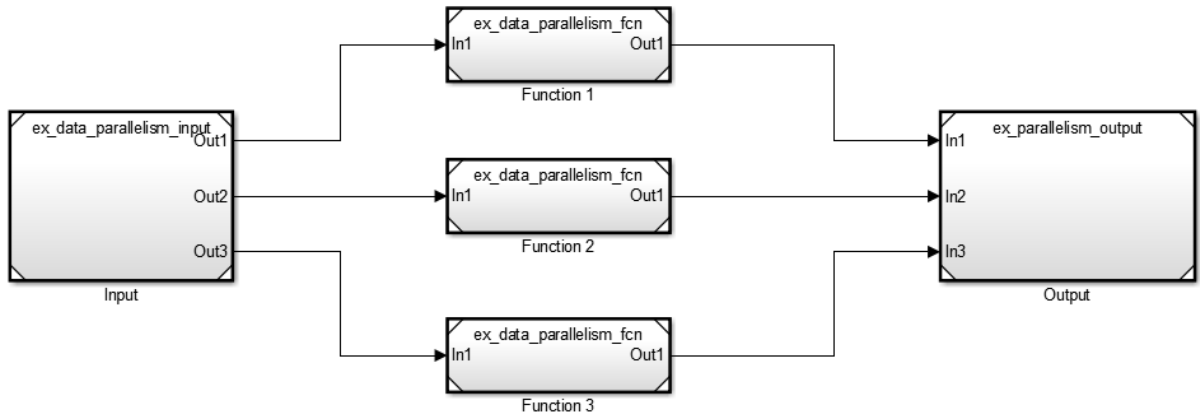 ex_data_parallelism_fcn
In1 Out1
Function 1
ex_data_parallelism_input
Out1
Out2
Out3
Input
ex_data_parallelism_fcn
In1 Out1
Function 2
ex_data_parallelism_fcn
In1 Out1
Function 3
ex_parallelism_output
In1
In2
In3
Output